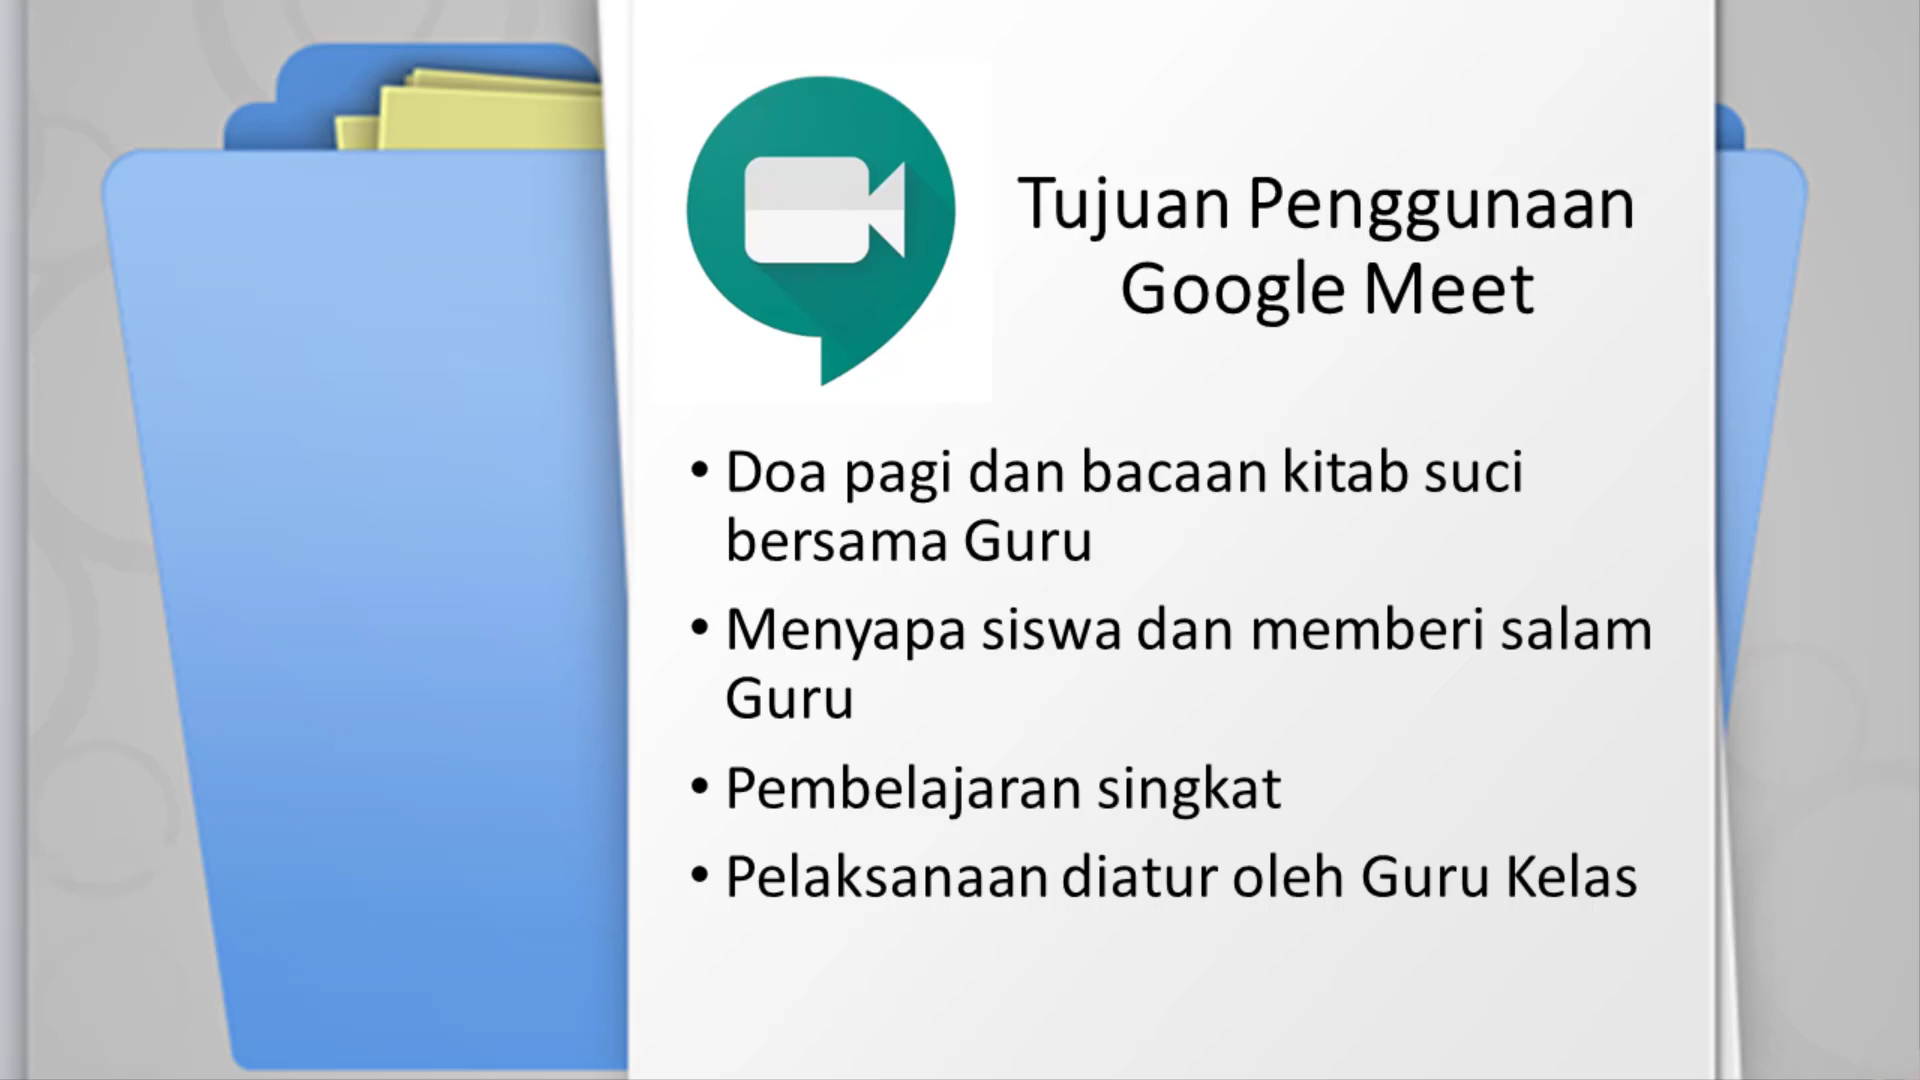 Tujuan Penggunaan
Google Meet
• Doa pagi dan bacaan kitab suci
bersama Guru
• Menyapa siswa dan memberi salam
Guru
• Pembelajaran singkat
• Pelaksanaan diatur oleh Guru Kelas